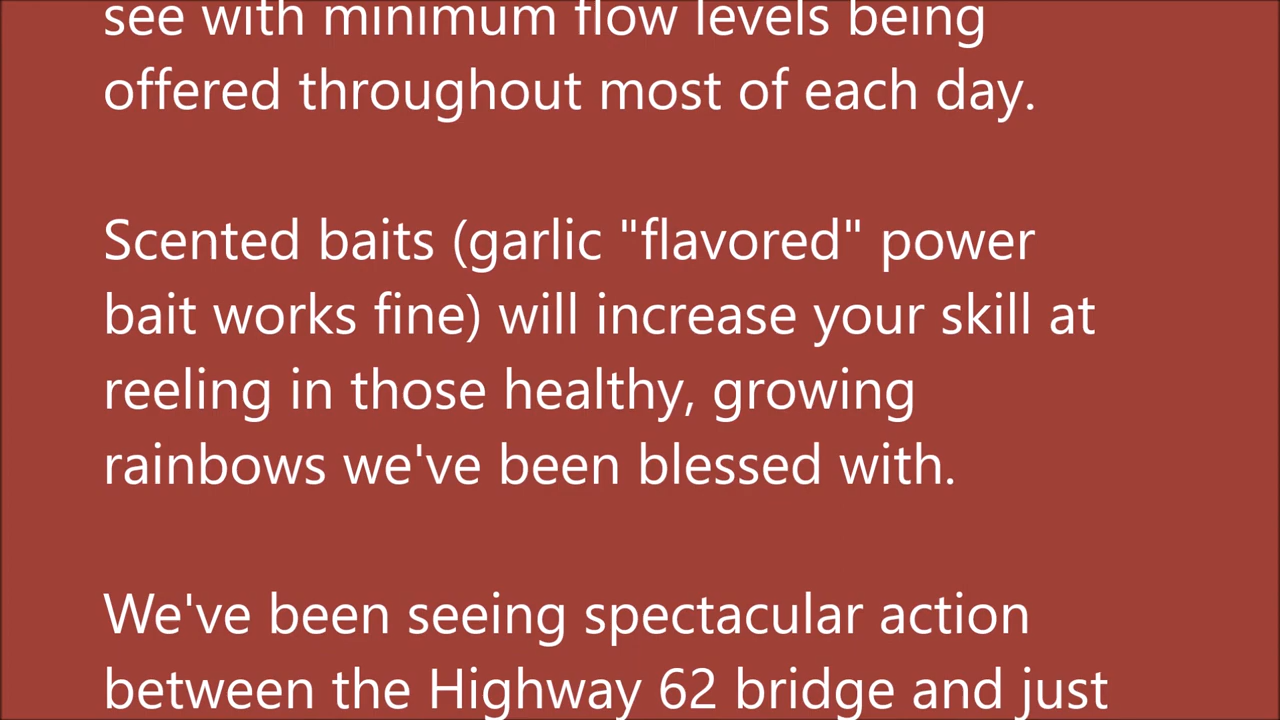 see with minimum flow levels being
offered throughout most of each day.
Scented baits (garlic "flavored" power
bait works fine) will increase your skill at
reeling in those healthy, growing
rainbows we've been blessed with.
We've been seeing spectacular action
between the Highway 62 bridge and just